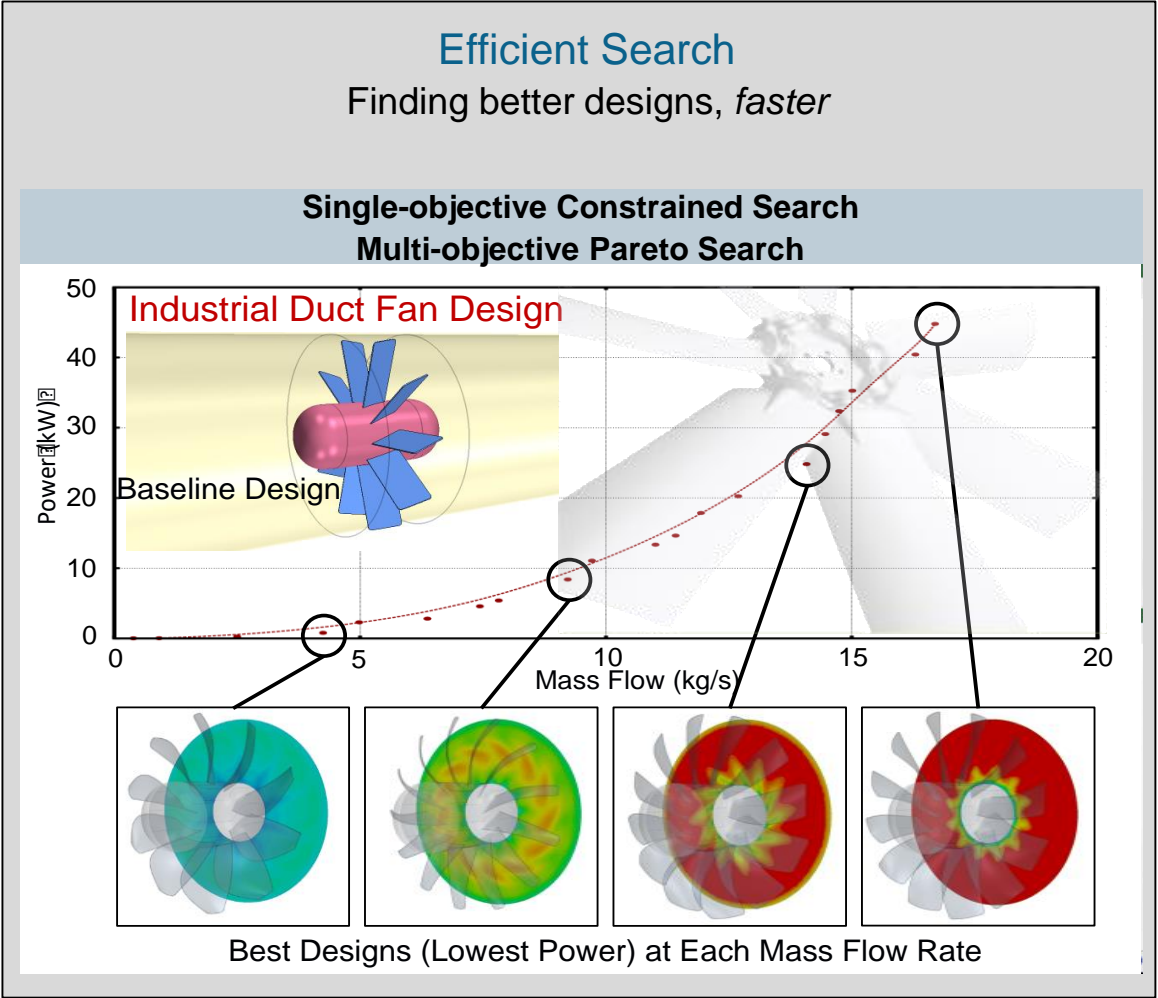 Efficient Search
Finding better designs, faster
Single-objective Constrained Search
Multi-objective Pareto Search
Industrial Duct Fan Design
Baseline Design
50
40
30
20
10
0
Power⍰(kW)⍰
0
5
10
15
20
Mass Flow (kg/s)
Best Designs (Lowest Power) at Each Mass Flow Rate